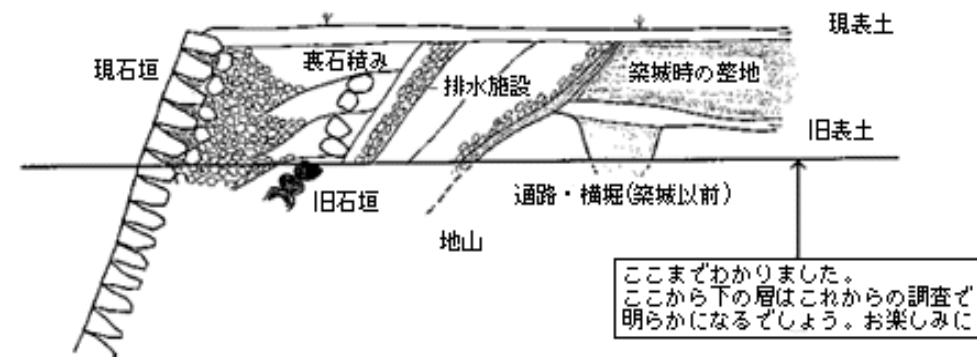 現表土
現石垣
裏石積み
排水施設
築城時の整地
旧表土
旧石垣
通路・横堀(築城以前)
地山
ここまでわかりました。
ここから下の層はこれからの調査で
明らかになるでしょう。お楽しみに